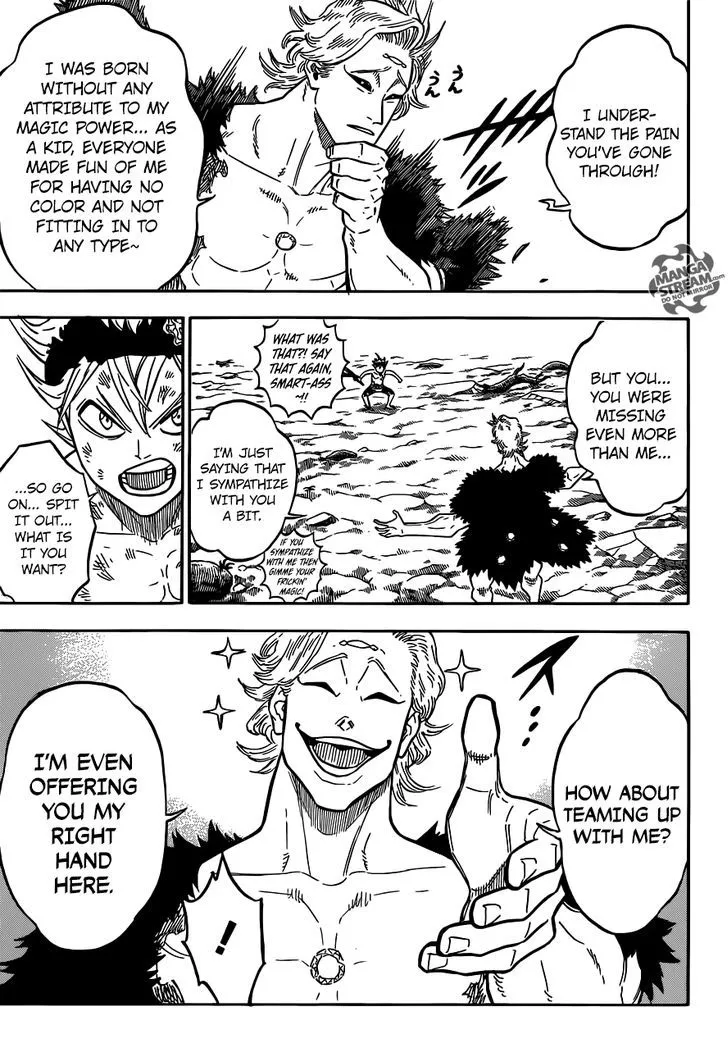 I UNDER-
STAND THE PAIN
YOU'VE GONE
THROUGH!
うん
うん
I WAS BORN
WITHOUT ANY
ATTRIBUTE TO MY
MAGIC POWER... AS
A KID, EVERYONE
MADE FUN OF ME
FOR HAVING NO
COLOR AND NOT
FITTING IN TO
ANY TYPE~
MANGA
STREAM.com
DO NOT MIRROR
BUT YOU...
YOU WERE
MISSING
EVEN MORE
THAN ME...
WHAT WAS
THAT?! SAY
THAT AGAIN,
SMART-ASS
~!!
I'M JUST
SAYING THAT I
SYMPATHIZE
WITH YOU
A BIT.
IF YOU
SYMPATHIZE
WITH ME THEN
GIMME YOUR
FRICKIN'
MAGIC!
...SO GO
ON... SPIT
IT OUT...
WHAT IS
IT YOU
WANT?
HOW ABOUT
TEAMING UP
WITH ME?
I'M EVEN
OFFERING
YOU MY
RIGHT
HAND
HERE.
!